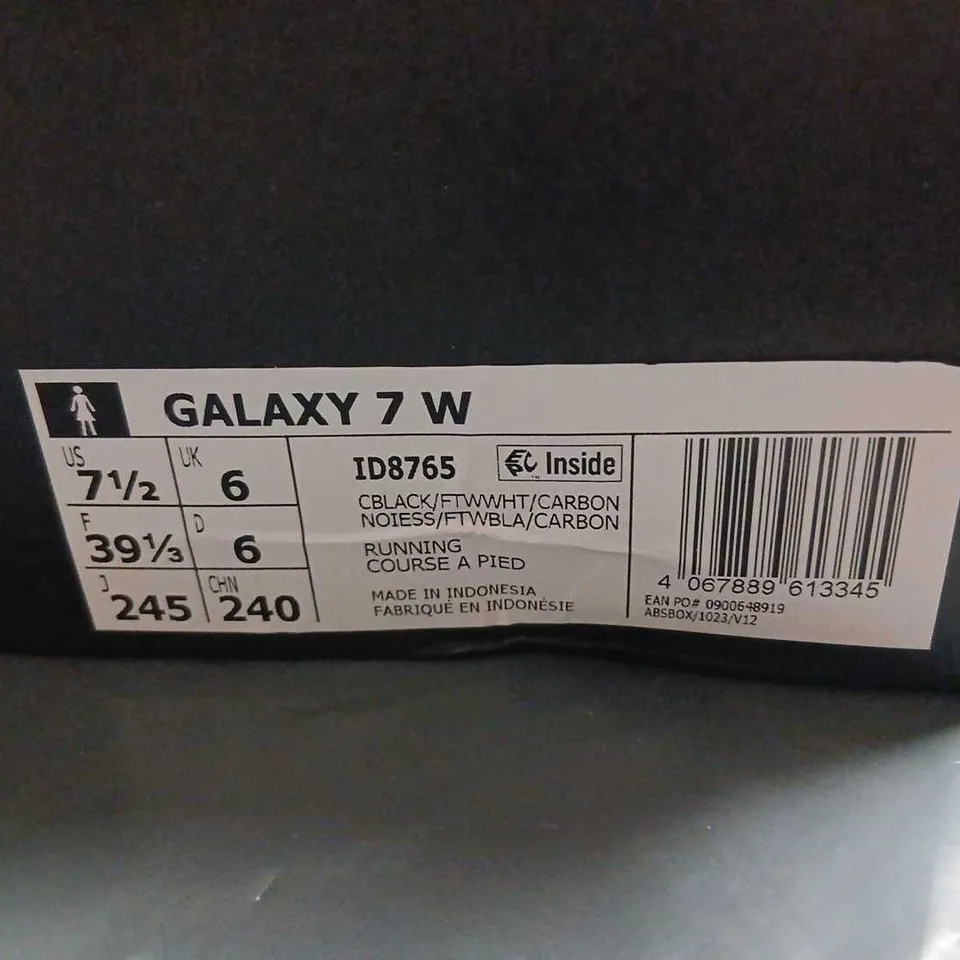 GALAXY 7 W
US 7½ UK 6
F 39⅓ D 6
J 245 CHN 240
ID8765 Inside
CBLACK/FTWWHT/CARBON
NOIESS/FTWBLA/CARBON
RUNNING
COURSE A PIED
MADE IN INDONESIA
FABRIQUÉ EN INDONÉSIE
4 067889 613345
EAN PO# 0900648919
ABSBOX/1023/V12